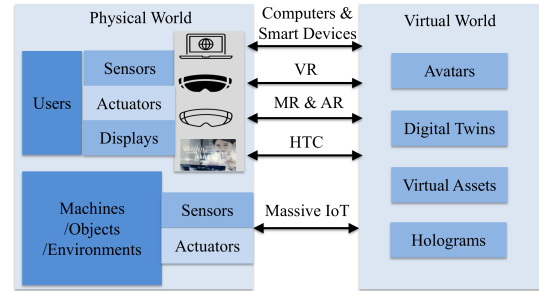 Physical World
Computers &
Smart Devices
Virtual World
Users
Sensors
Actuators
Displays
VR
MR & AR
HTC
Avatars
Digital Twins
Virtual Assets
Holograms
Machines
/Objects
/Environments
Sensors
Actuators
Massive IoT